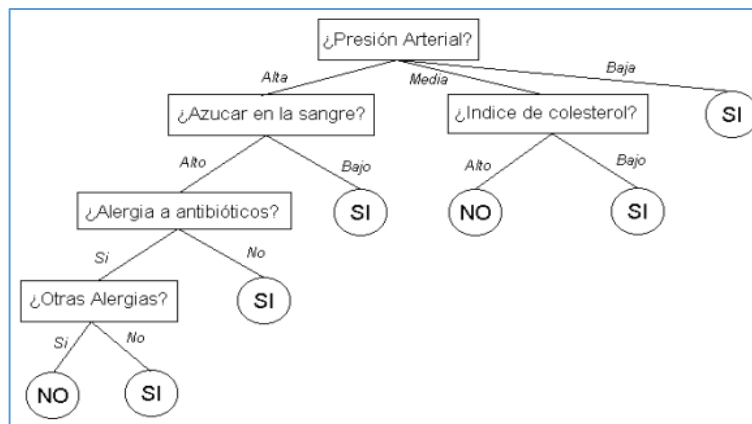 ¿Presión Arterial?
Alta
Media
Baja
¿Azucar en la sangre?
¿Indice de colesterol?
SI
Alto
Bajo
Alto
Bajo
¿Alergia a antibióticos?
SI
NO
SI
Si
No
¿Otras Alergias?
SI
Si
No
NO
SI